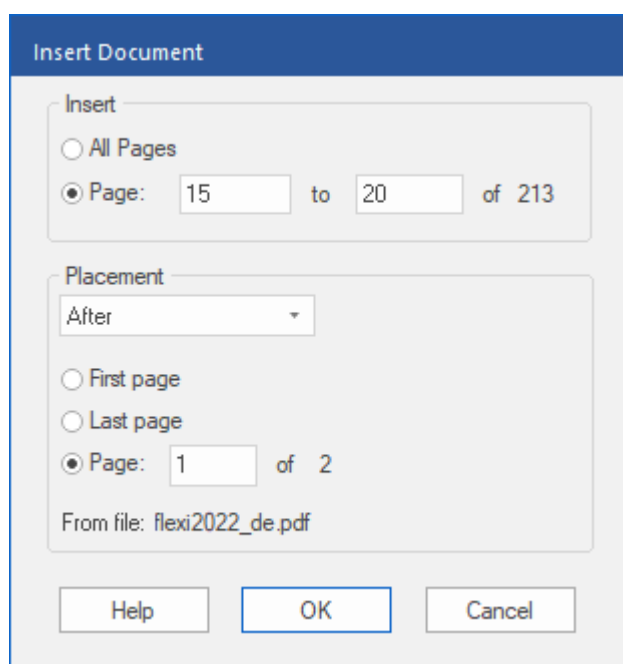 Insert Document
Insert
All Pages
Page: 15 to 20 of 213
Placement
After
First page
Last page
Page: 1 of 2
From file: flexi2022_de.pdf
Help OK Cancel